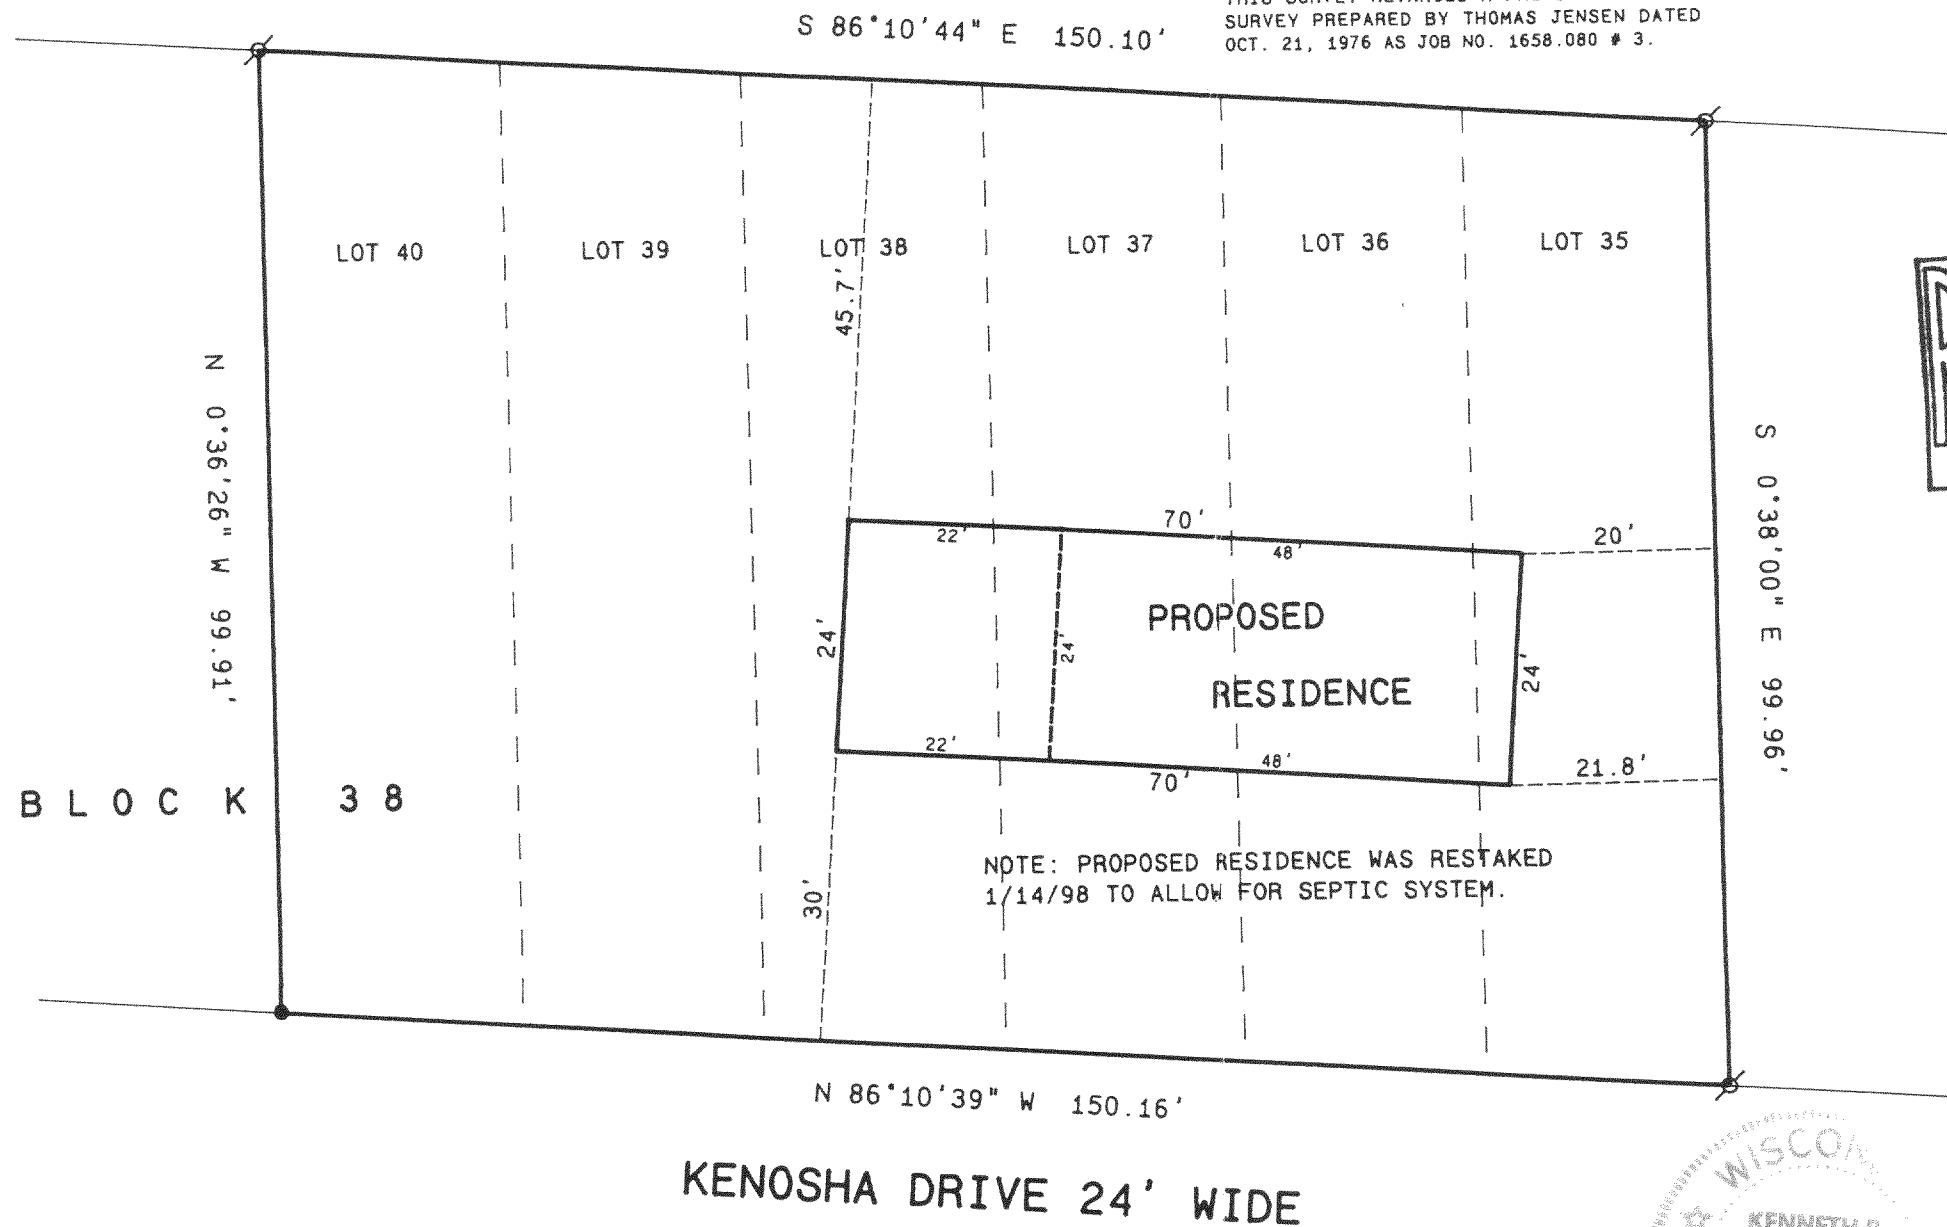 S 86°10'44" E 150.10'
SURVEY PREPARED BY THOMAS JENSEN DATED
OCT. 21, 1976 AS JOB NO. 1658.080 # 3.
LOT 40
LOT 39
LOT 38
LOT 37
LOT 36
LOT 35
45.7'
N 0°36'26" W 99.91'
S 0°38'00" E 99.96'
70'
22'
48'
20'
PROPOSED
24'
24'
24'
RESIDENCE
22'
48'
70'
21.8'
BLOCK 38
NOTE: PROPOSED RESIDENCE WAS RESTAKED
1/14/98 TO ALLOW FOR SEPTIC SYSTEM.
30'
N 86°10'39" W 150.16'
KENOSHA DRIVE 24' WIDE